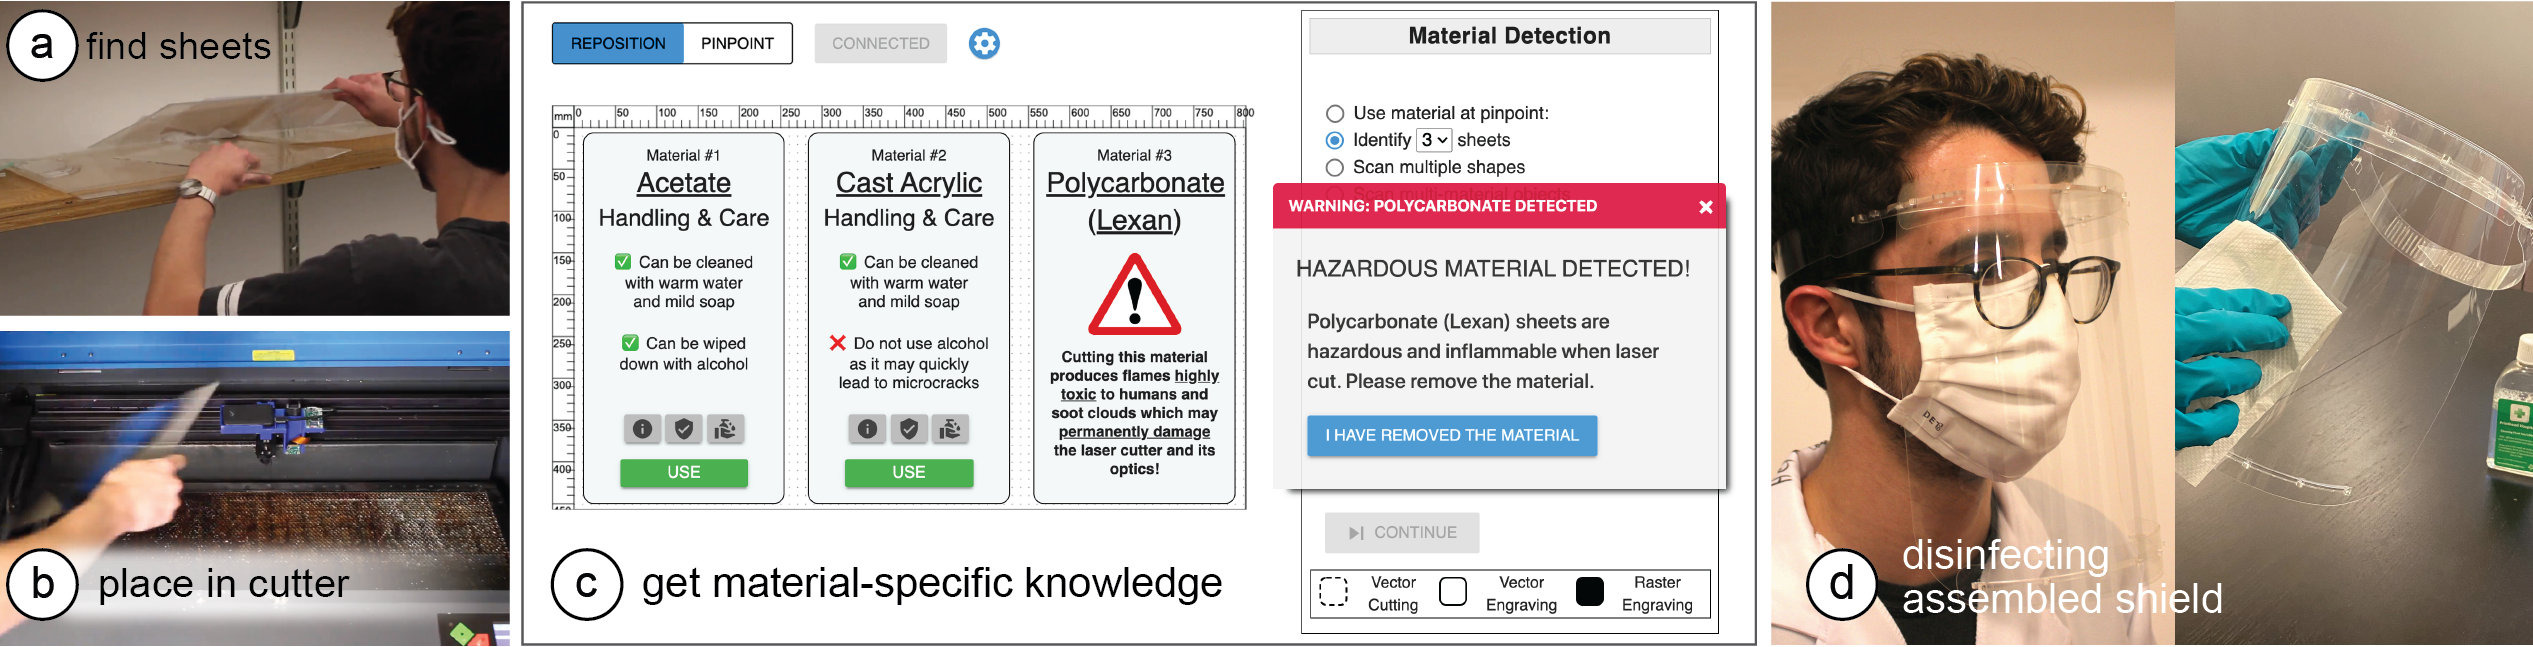 a find sheets
b place in cutter
REPOSITION PINPOINT CONNECTED
mm 0 50 100 150 200 250 300 350 400 450 500 550 600 650 700 750 800
0
50
100
150
200
250
300
350
400
450
Material #1
Acetate
Handling & Care
✅ Can be cleaned
with warm water
and mild soap
✅ Can be wiped
down with alcohol
USE
Material #2
Cast Acrylic
Handling & Care
✅ Can be cleaned
with warm water
and mild soap
❌ Do not use alcohol
as it may quickly
lead to microcracks
USE
Material #3
Polycarbonate
(Lexan)
Cutting this material
produces flames highly
toxic to humans and
soot clouds which may
permanently damage
the laser cutter and its
optics!
Material Detection
Use material at pinpoint:
Identify 3 sheets
Scan multiple shapes
Scan multi-material objects
WARNING: POLYCARBONATE DETECTED
HAZARDOUS MATERIAL DETECTED!
Polycarbonate (Lexan) sheets are
hazardous and inflammable when laser
cut. Please remove the material.
I HAVE REMOVED THE MATERIAL
CONTINUE
Vector
Cutting
Vector
Engraving
Raster
Engraving
c get material-specific knowledge
d disinfecting
assembled shield